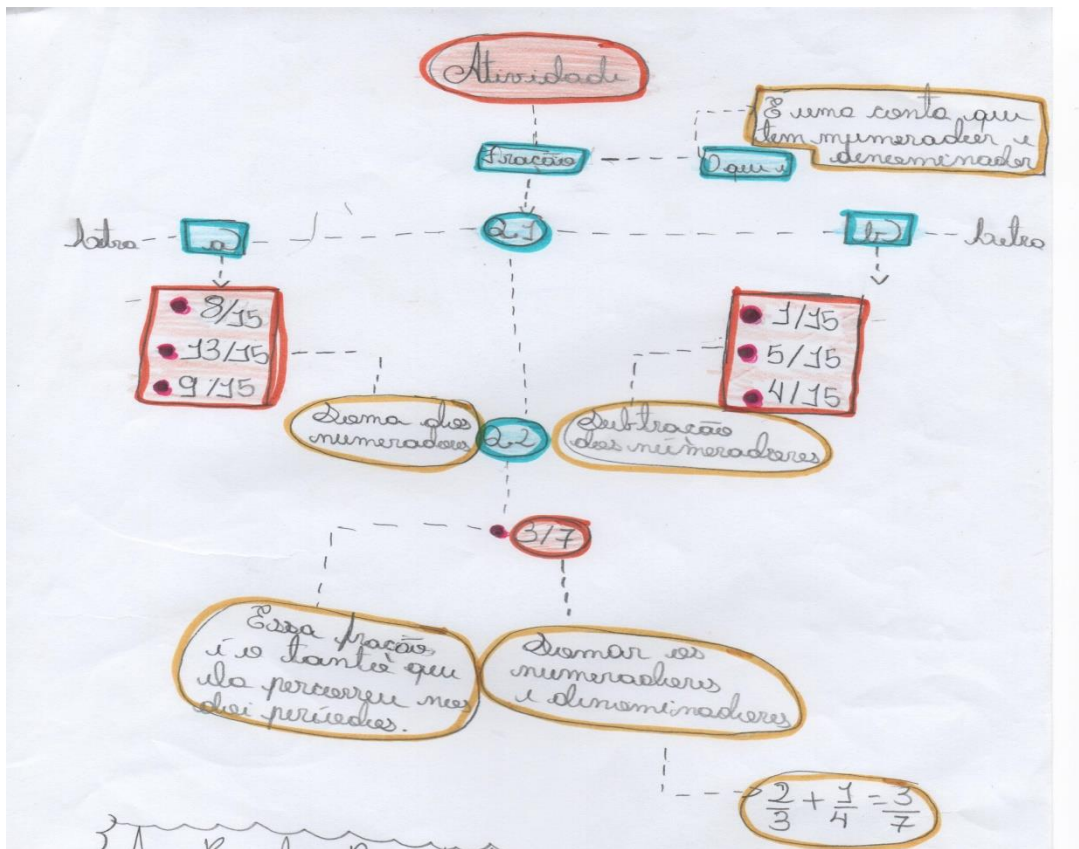 Atividade
É uma conta que
tem numerador e
denominador
Fração
O que é
Letra
a)
2.1
b)
Letra
8/15
13/15
9/15
1/15
5/15
4/15
Soma dos
numeradores
2.2
Subtração
dos númeradores
3/7
Essa fração
é o tanto que
ela percorreu nos
doi períodos.
Somar os
numeradores
e denominadores
2/3 + 1/4 = 3/7